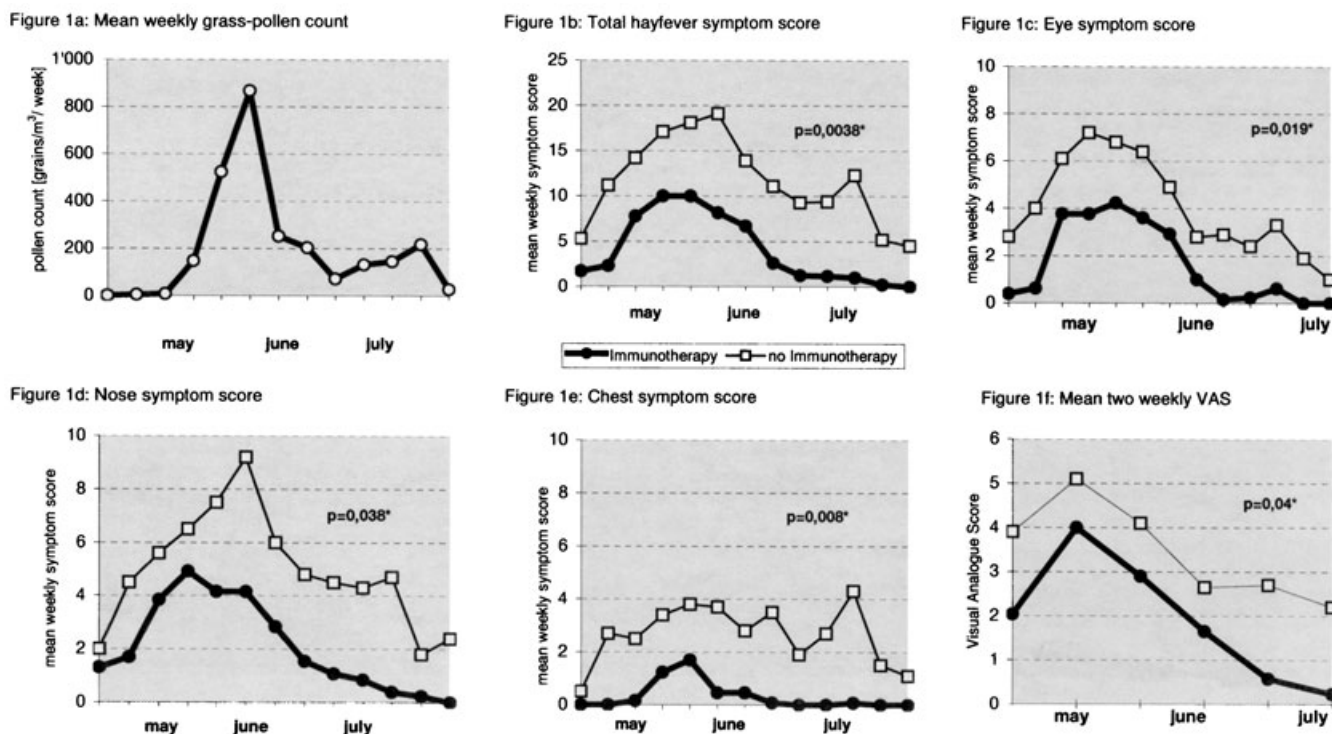 Figure 1a: Mean weekly grass-pollen count
pollen count [grains/m³/ week]
1'000
800
600
400
200
0
may
june
july
Figure 1b: Total hayfever symptom score
mean weekly symptom score
25
20
15
10
5
0
p=0,0038*
may
june
july
Immunotherapy
no Immunotherapy
Figure 1c: Eye symptom score
mean weekly symptom score
10
8
6
4
2
0
p=0,019*
may
june
july
Figure 1d: Nose symptom score
mean weekly symptom score
10
8
6
4
2
0
p=0,038*
may
june
july
Figure 1e: Chest symptom score
mean weekly symptom score
10
8
6
4
2
0
p=0,008*
may
june
july
Figure 1f: Mean two weekly VAS
Visual Analogue Score
6
5
4
3
2
1
0
p=0,04*
may
june
july